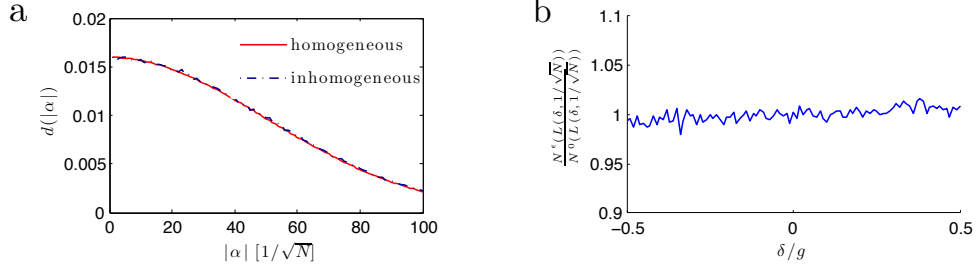 a
0.02
0.015
0.01
0.005
0
0 20 40 60 80 100
d(|α|)
|α| [1/√N]
homogeneous
inhomogeneous
b
1.1
1.05
1
0.95
0.9
−0.5 0 0.5
N^ϵ(L(δ,1/√N))
N^0(L(δ,1/√N))
δ/g